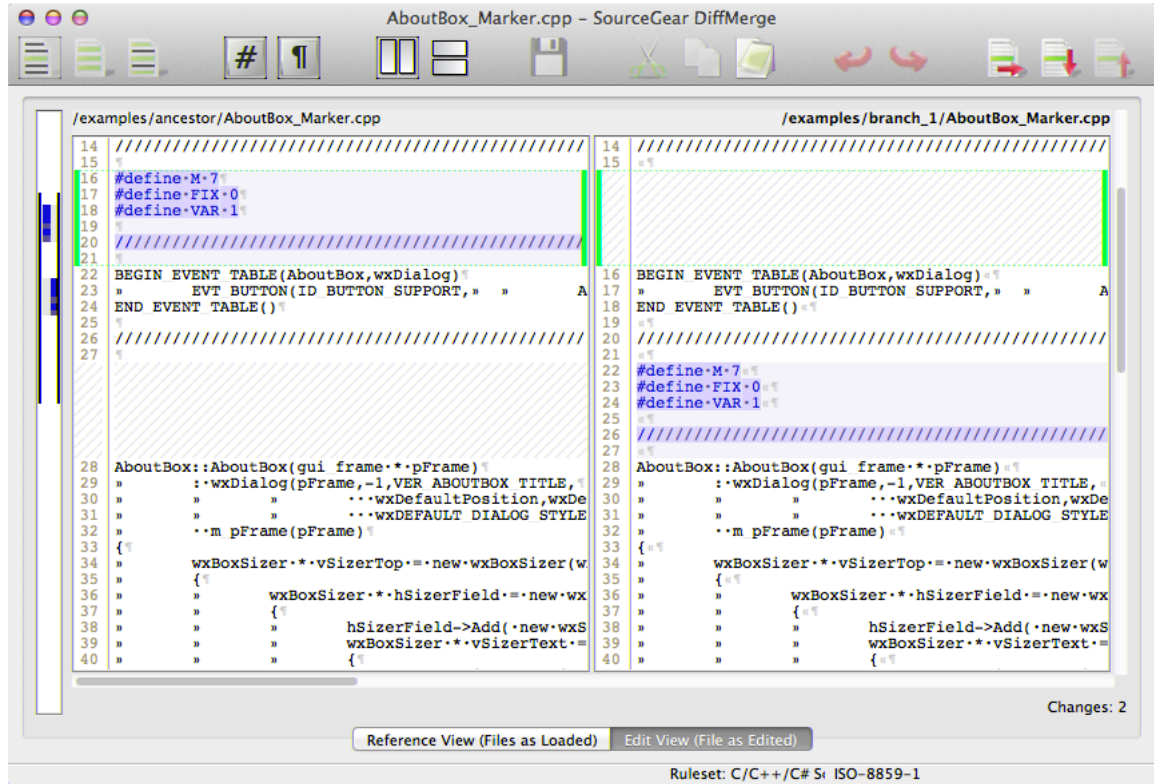 AboutBox_Marker.cpp – SourceGear DiffMerge
# ¶
/examples/ancestor/AboutBox_Marker.cpp
14 //////////////////////////////////////////////////
15 ¶
16 #define·M·7¶
17 #define·FIX·0¶
18 #define·VAR·1¶
19 ¶
20 //////////////////////////////////////////////////
21 ¶
22 BEGIN_EVENT_TABLE(AboutBox,wxDialog)¶
23 » EVT_BUTTON(ID_BUTTON_SUPPORT,» » A
24 END_EVENT_TABLE()¶
25 ¶
26 //////////////////////////////////////////////////
27 ¶
28 AboutBox::AboutBox(gui_frame·*·pFrame)¶
29 » :·wxDialog(pFrame,-1,VER_ABOUTBOX_TITLE,¶
30 » » » ···wxDefaultPosition,wxDe
31 » » » ···wxDEFAULT_DIALOG_STYLE
32 » ··m_pFrame(pFrame)¶
33 {¶
34 » wxBoxSizer·*·vSizerTop·=·new·wxBoxSizer(w
35 » {¶
36 » » wxBoxSizer·*·hSizerField·=·new·wx
37 » » {¶
38 » » » hSizerField->Add(·new·wxS
39 » » » wxBoxSizer·*·vSizerText·=
40 » » » {¶
/examples/branch_1/AboutBox_Marker.cpp
14 //////////////////////////////////////////////////
15 «¶
16 BEGIN_EVENT_TABLE(AboutBox,wxDialog)«¶
17 » EVT_BUTTON(ID_BUTTON_SUPPORT,» » A
18 END_EVENT_TABLE()«¶
19 «¶
20 //////////////////////////////////////////////////
21 «¶
22 #define·M·7«¶
23 #define·FIX·0«¶
24 #define·VAR·1«¶
25 «¶
26 //////////////////////////////////////////////////
27 «¶
28 AboutBox::AboutBox(gui_frame·*·pFrame)«¶
29 » :·wxDialog(pFrame,-1,VER_ABOUTBOX_TITLE,«
30 » » » ···wxDefaultPosition,wxDe
31 » » » ···wxDEFAULT_DIALOG_STYLE
32 » ··m_pFrame(pFrame)«¶
33 {«¶
34 » wxBoxSizer·*·vSizerTop·=·new·wxBoxSizer(w
35 » {«¶
36 » » wxBoxSizer·*·hSizerField·=·new·wx
37 » » {«¶
38 » » » hSizerField->Add(·new·wxS
39 » » » wxBoxSizer·*·vSizerText·=
40 » » » {«¶
Changes: 2
Reference View (Files as Loaded)
Edit View (File as Edited)
Ruleset: C/C++/C# S ISO-8859-1